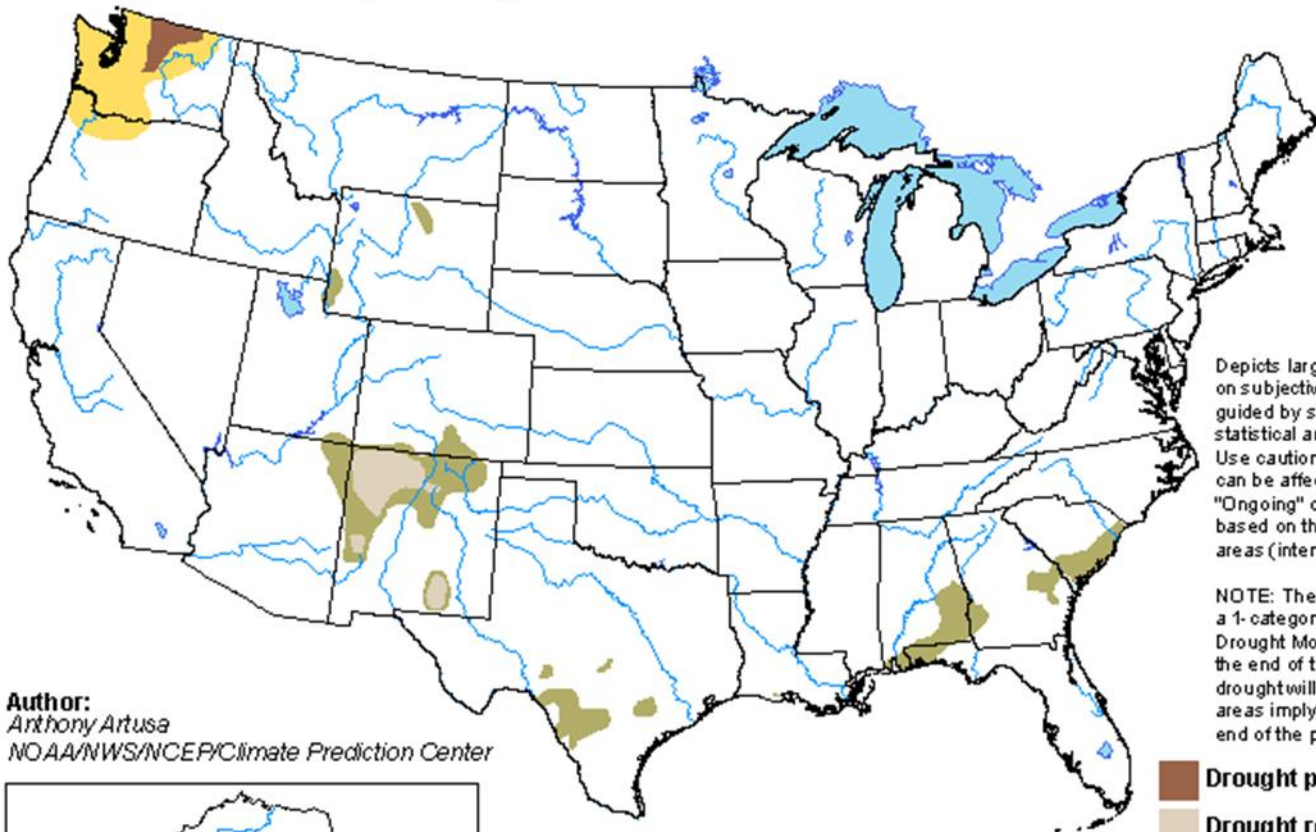 Depicts larg
on subjectiv
guided by s
statistical ar
Use caution
can be affe
"Ongoing" d
based on th
areas (inter
NOTE: The
a 1- categor
Drought Mo
the end of t
drought will
areas imply
end of the p
Author:
Anthony Artusa
NOAA/NWS/NCEP/Climate Prediction Center
Drought p
Drought r